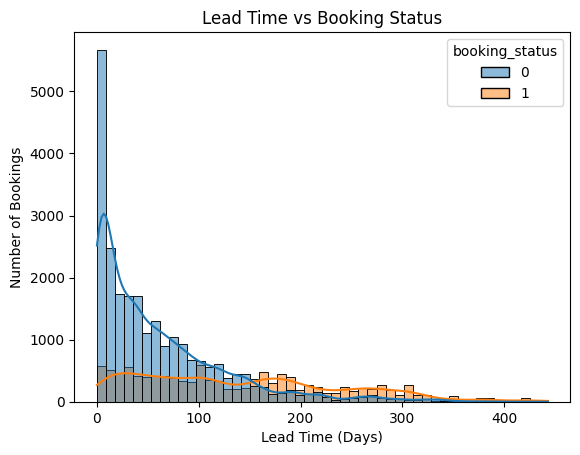 Lead Time vs Booking Status
booking_status
0
1
Number of Bookings
5000
4000
3000
2000
1000
0
0 100 200 300 400
Lead Time (Days)